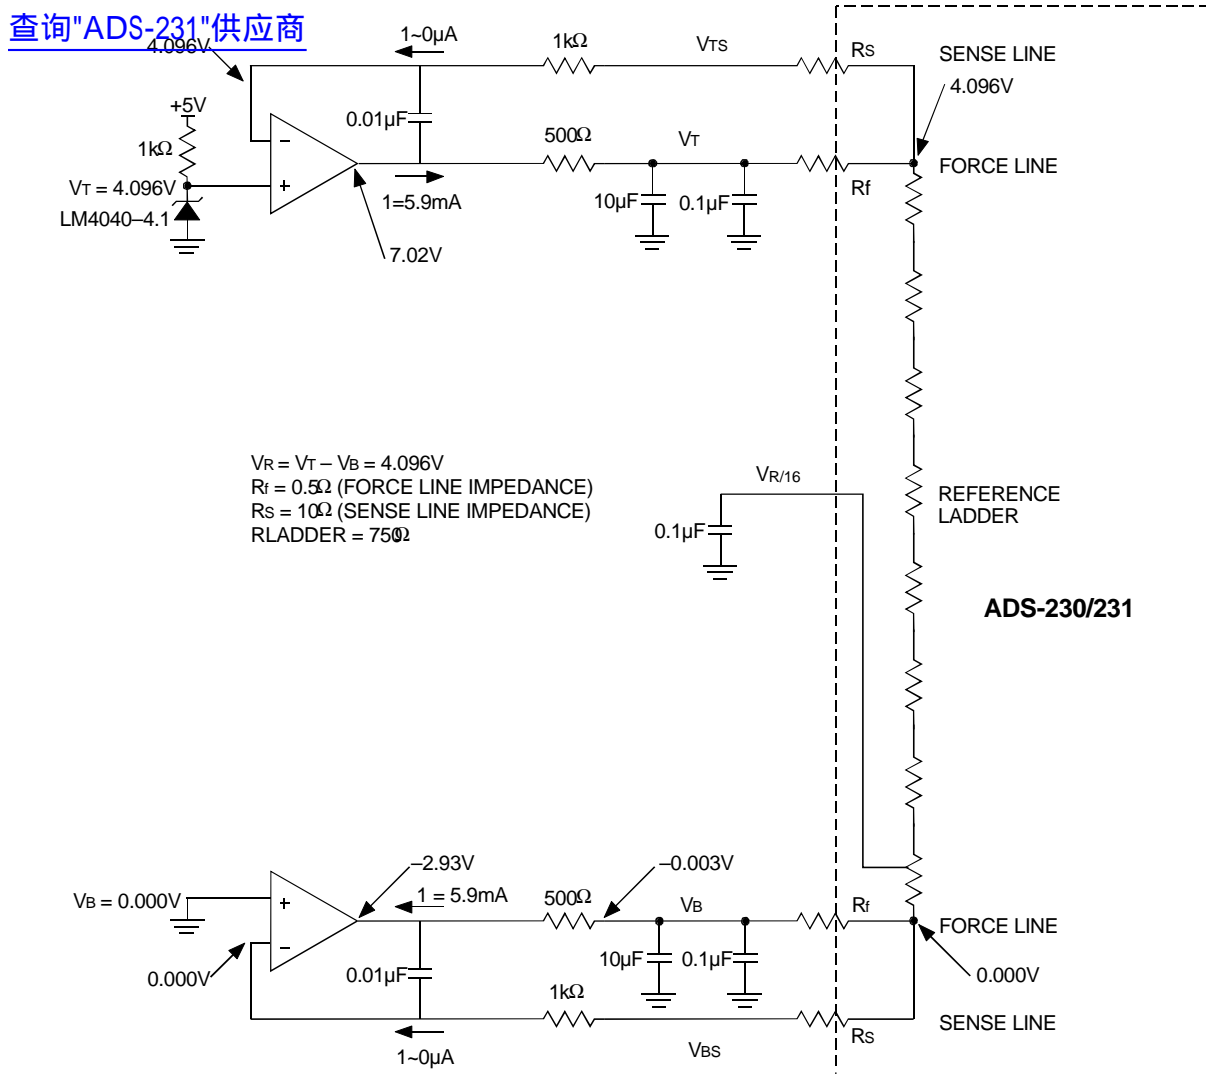 查询"ADS-231"供应商
4.096V
1~0µA
1kΩ
VTS
RS
SENSE LINE
4.096V
+5V
0.01µF
1kΩ
500Ω
VT
FORCE LINE
VT = 4.096V
−
+
Rf
LM4040–4.1
1=5.9mA
10µF
0.1µF
7.02V
VR = VT – VB = 4.096V
Rf = 0.5Ω (FORCE LINE IMPEDANCE)
RS = 10Ω (SENSE LINE IMPEDANCE)
RLADDER = 750Ω
VR/16
REFERENCE
LADDER
0.1µF
ADS-230/231
–2.93V
–0.003V
1 = 5.9mA
VB = 0.000V
+
−
500Ω
VB
Rf
FORCE LINE
0.000V
0.01µF
10µF
0.1µF
0.000V
1kΩ
SENSE LINE
RS
VBS
1~0µA